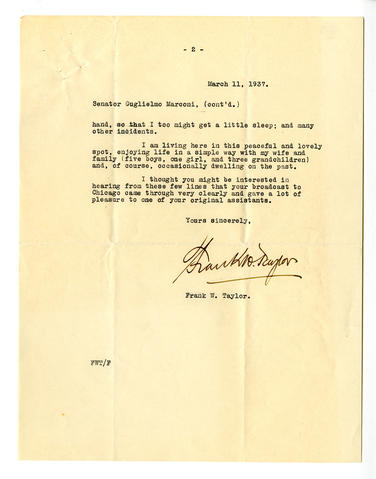 - 2 -
March 11, 1937.
Senator Guglielmo Marconi, (cont'd.)
hand, so that I too might get a little sleep; and many
other incidents.
I am living here in this peaceful and lovely
spot, enjoying life in a simple way with my wife and
family (five boys, one girl, and three grandchildren)
and, of course, occasionally dwelling on the past.
I thought you might be interested in
hearing from these few lines that your broadcast to
Chicago came through very clearly and gave a lot of
pleasure to one of your original assistants.
Yours sincerely,
Frank W. Taylor
Frank W. Taylor.
FWT/F